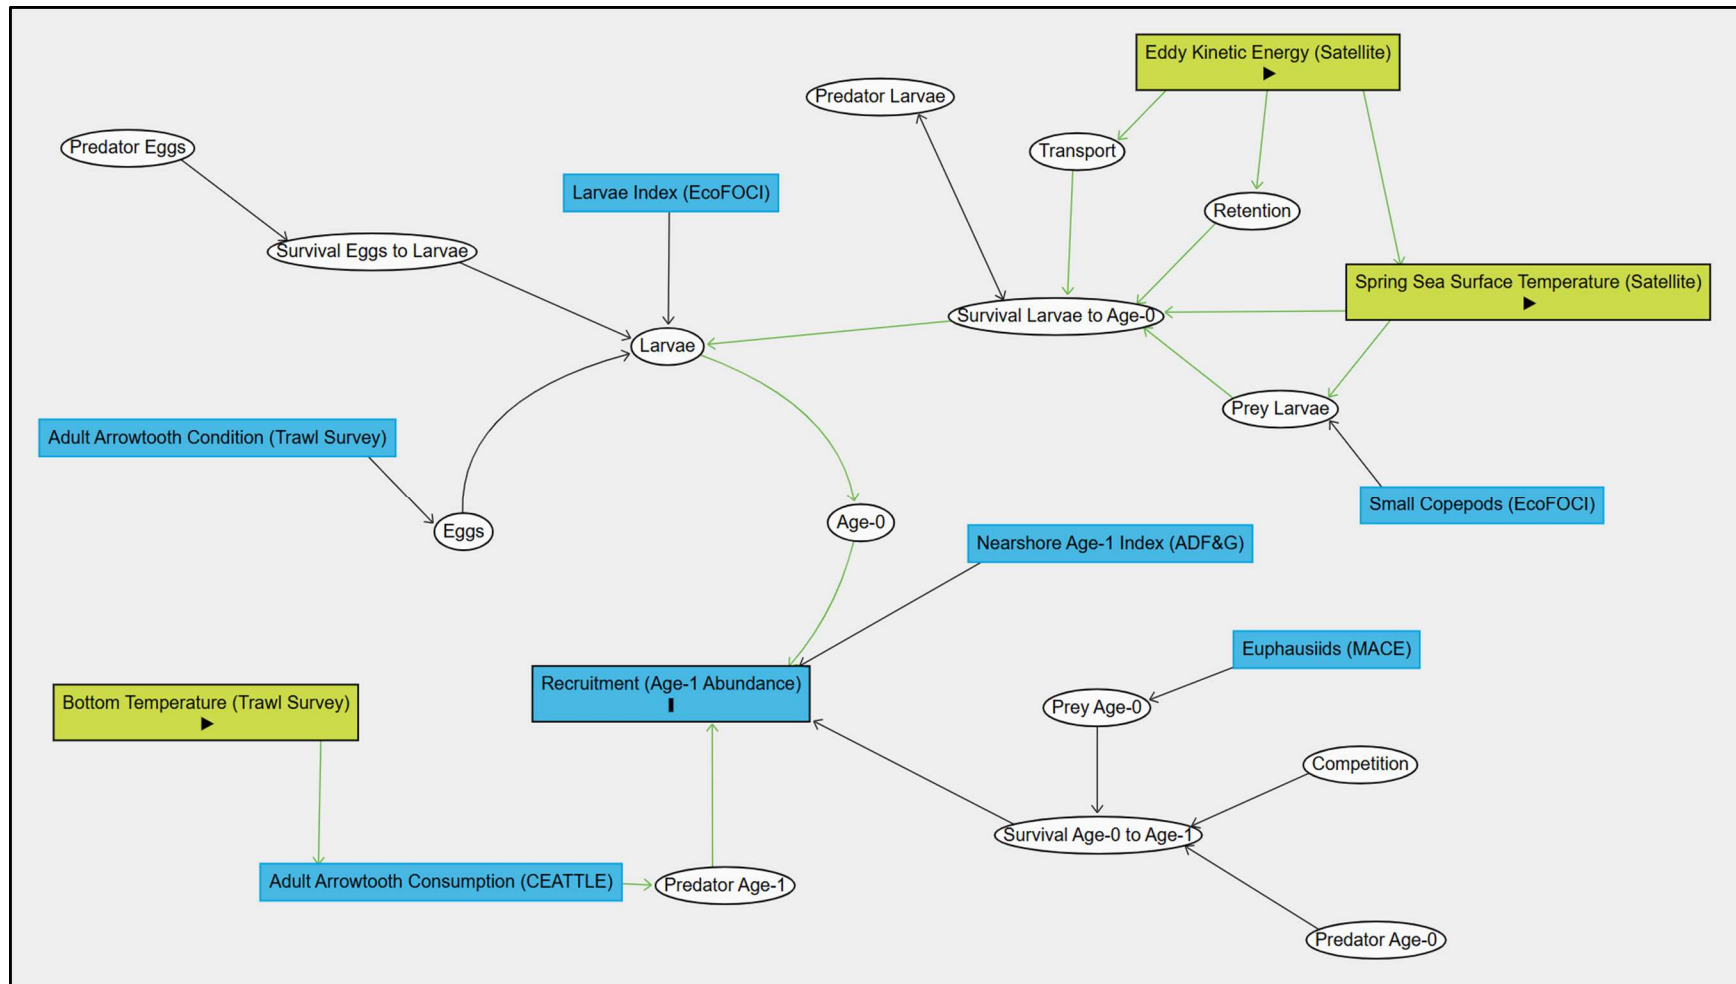 Eddy Kinetic Energy (Satellite)
Predator Larvae
Predator Eggs
Transport
Larvae Index (EcoFOCI)
Retention
Survival Eggs to Larvae
Spring Sea Surface Temperature (Satellite)
Survival Larvae to Age-0
Larvae
Prey Larvae
Adult Arrowtooth Condition (Trawl Survey)
Small Copepods (EcoFOCI)
Age-0
Eggs
Nearshore Age-1 Index (ADF&G)
Euphausiids (MACE)
Recruitment (Age-1 Abundance)
Bottom Temperature (Trawl Survey)
Prey Age-0
Competition
Survival Age-0 to Age-1
Adult Arrowtooth Consumption (CEATTLE)
Predator Age-1
Predator Age-0